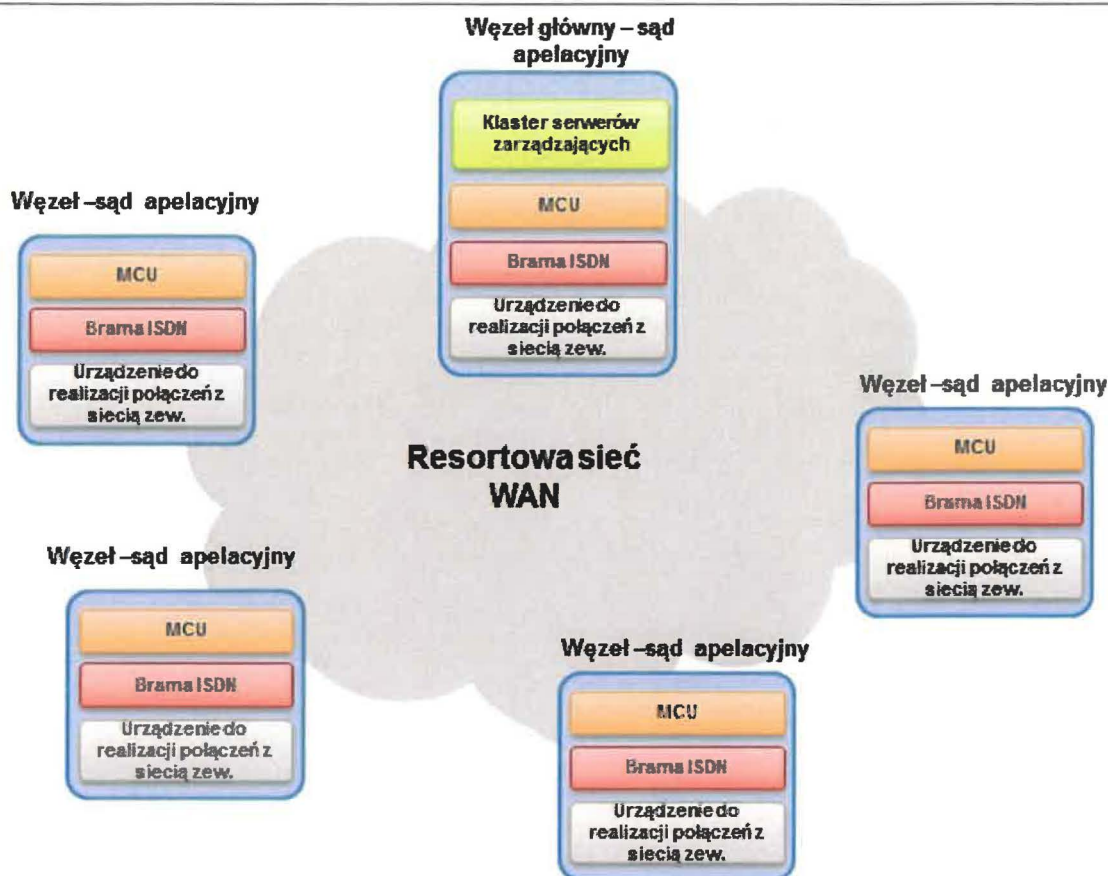 Węzeł główny – sąd
apelacyjny
Klaster serwerów
zarządzających
MCU
Brama ISDN
Urządzenie do
realizacji połączeń z
siecią zew.
Węzeł –sąd apelacyjny
MCU
Brama ISDN
Urządzenie do
realizacji połączeń z
siecią zew.
Węzeł –sąd apelacyjny
MCU
Brama ISDN
Urządzenie do
realizacji połączeń z
siecią zew.
Resortowa sieć
WAN
Węzeł –sąd apelacyjny
MCU
Brama ISDN
Urządzenie do
realizacji połączeń z
siecią zew.
Węzeł –sąd apelacyjny
MCU
Brama ISDN
Urządzenie do
realizacji połączeń z
siecią zew.